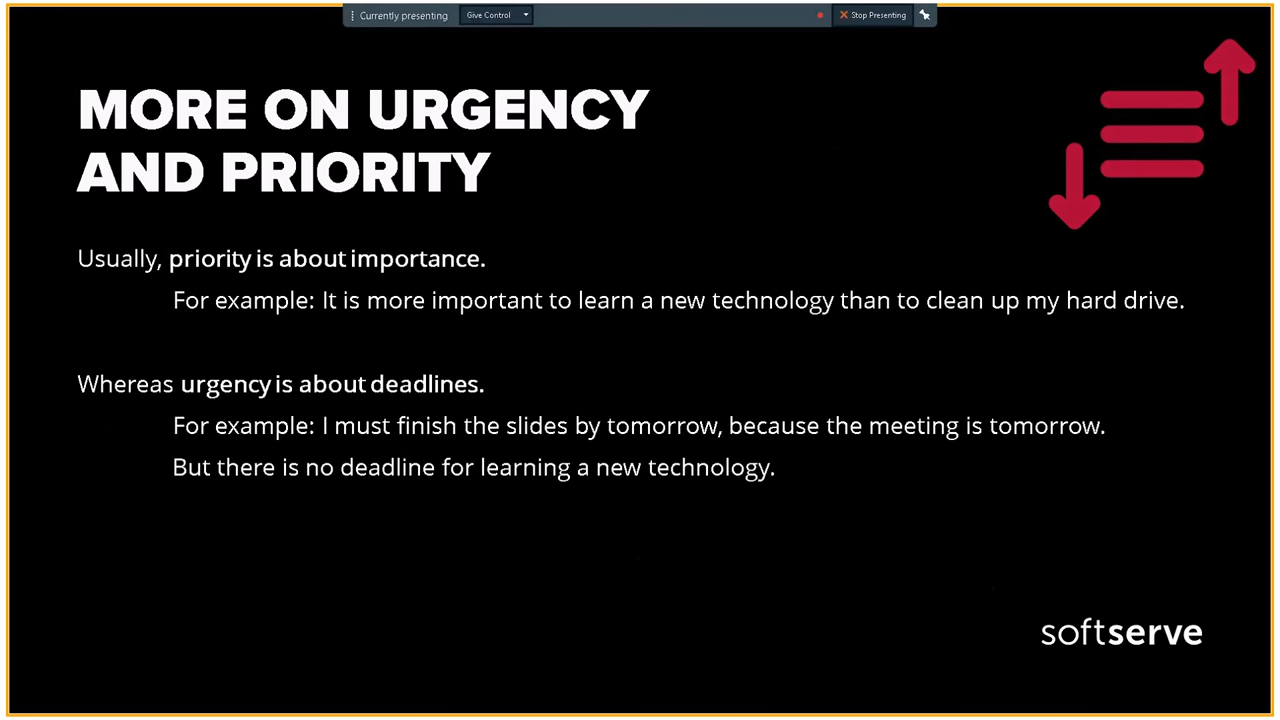 Currently presenting
Give Control
Stop Presenting
MORE ON URGENCY
AND PRIORITY
Usually, priority is about importance.
For example: It is more important to learn a new technology than to clean up my hard drive.
Whereas urgency is about deadlines.
For example: I must finish the slides by tomorrow, because the meeting is tomorrow.
But there is no deadline for learning a new technology.
softserve